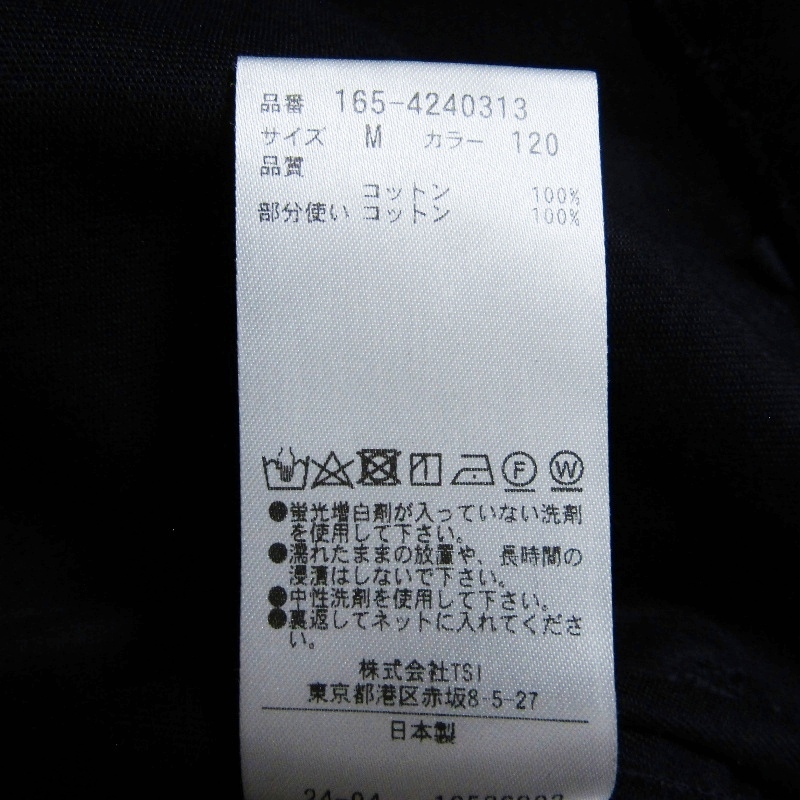 品番 165-4240313
サイズ M カラー 120
品質
コットン 100%
部分使い コットン 100%
F W
●蛍光増白剤が入っていない洗剤
を使用して下さい。
●濡れたままの放置や、長時間の
浸漬はしないで下さい。
●中性洗剤を使用して下さい。
●裏返してネットに入れてくださ
い。
株式会社TSI
東京都港区赤坂8-5-27
日本製
24-04